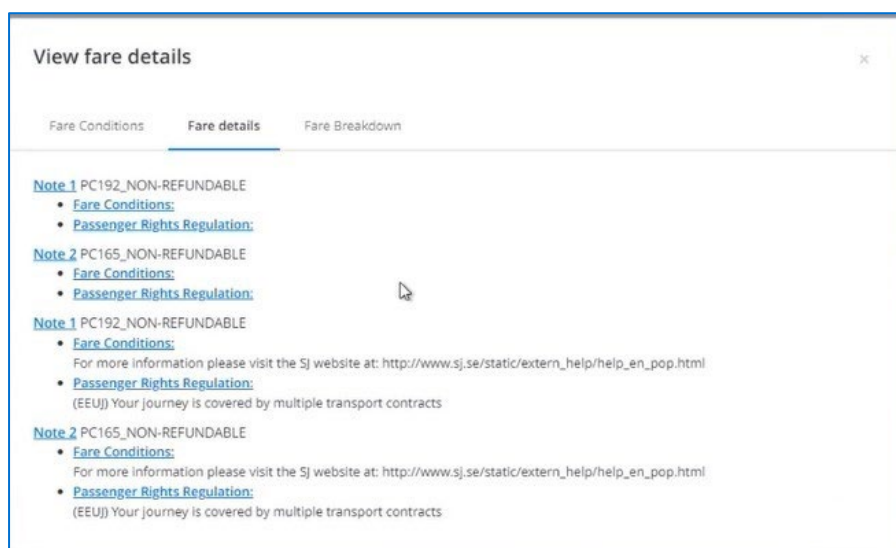 View fare details
×
Fare Conditions Fare details Fare Breakdown
Note 1 PC192_NON-REFUNDABLE
• Fare Conditions:
• Passenger Rights Regulation:
Note 2 PC165_NON-REFUNDABLE
• Fare Conditions:
• Passenger Rights Regulation:
Note 1 PC192_NON-REFUNDABLE
• Fare Conditions:
For more information please visit the SJ website at: http://www.sj.se/static/extern_help/help_en_pop.html
• Passenger Rights Regulation:
(EEUJ) Your journey is covered by multiple transport contracts
Note 2 PC165_NON-REFUNDABLE
• Fare Conditions:
For more information please visit the SJ website at: http://www.sj.se/static/extern_help/help_en_pop.html
• Passenger Rights Regulation:
(EEUJ) Your journey is covered by multiple transport contracts